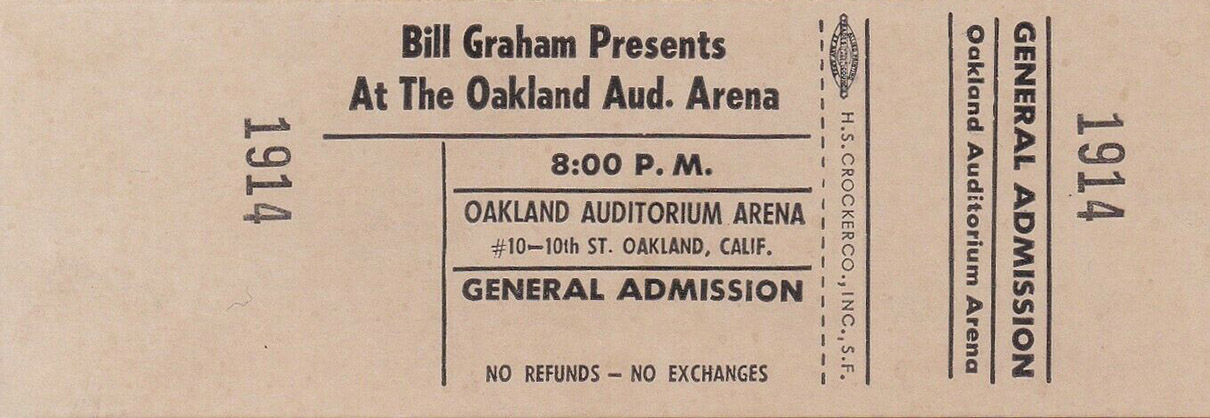 Bill Graham Presents
At The Oakland Aud. Arena
1914
8:00 P. M.
OAKLAND AUDITORIUM ARENA
#10—10th ST. OAKLAND, CALIF.
GENERAL ADMISSION
NO REFUNDS — NO EXCHANGES
H.S. CROCKER CO., INC., S.F.
GENERAL ADMISSION
Oakland Auditorium Arena
1914